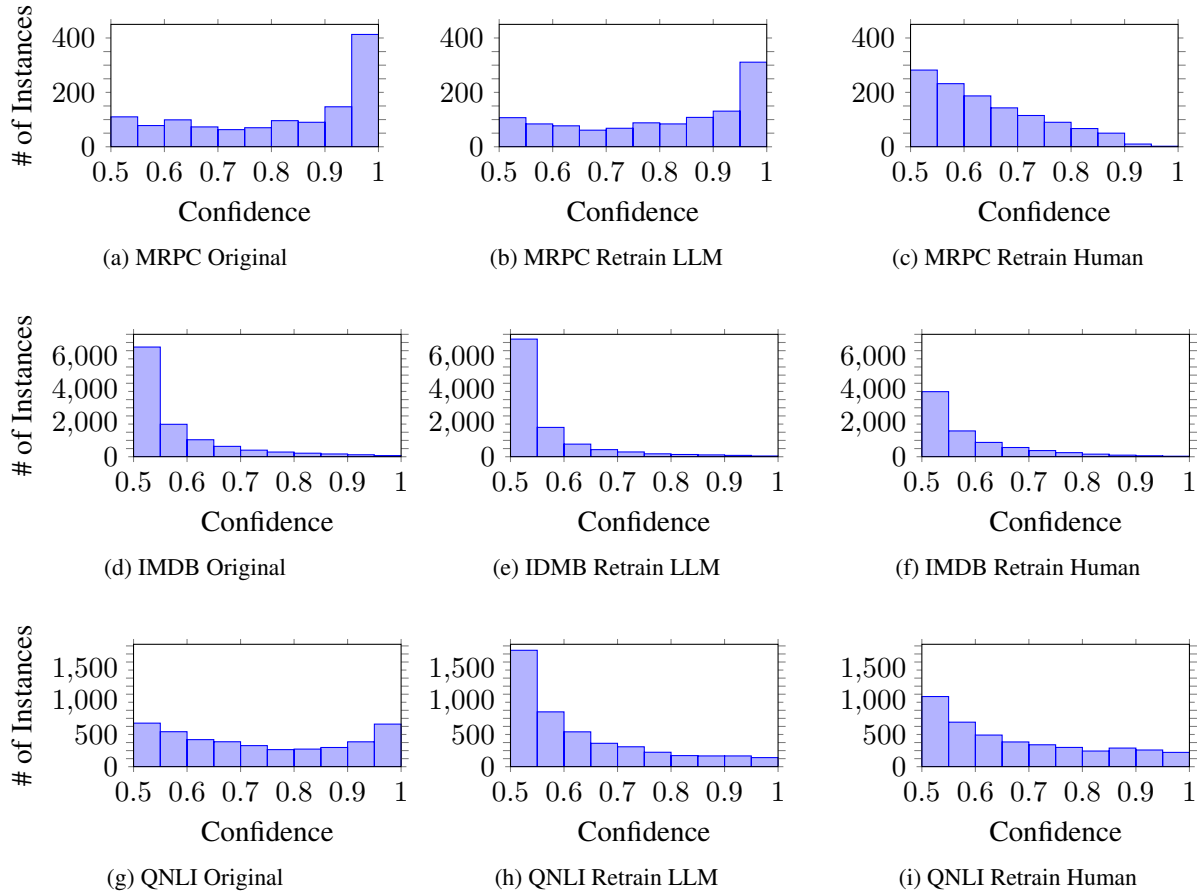 # of Instances
400
200
0
0.5 0.6 0.7 0.8 0.9 1
Confidence
(a) MRPC Original
400
200
0
0.5 0.6 0.7 0.8 0.9 1
Confidence
(b) MRPC Retrain LLM
400
200
0
0.5 0.6 0.7 0.8 0.9 1
Confidence
(c) MRPC Retrain Human
# of Instances
6,000
4,000
2,000
0
0.5 0.6 0.7 0.8 0.9 1
Confidence
(d) IMDB Original
6,000
4,000
2,000
0
0.5 0.6 0.7 0.8 0.9 1
Confidence
(e) IDMB Retrain LLM
6,000
4,000
2,000
0
0.5 0.6 0.7 0.8 0.9 1
Confidence
(f) IMDB Retrain Human
# of Instances
1,500
1,000
500
0
0.5 0.6 0.7 0.8 0.9 1
Confidence
(g) QNLI Original
1,500
1,000
500
0
0.5 0.6 0.7 0.8 0.9 1
Confidence
(h) QNLI Retrain LLM
1,500
1,000
500
0
0.5 0.6 0.7 0.8 0.9 1
Confidence
(i) QNLI Retrain Human